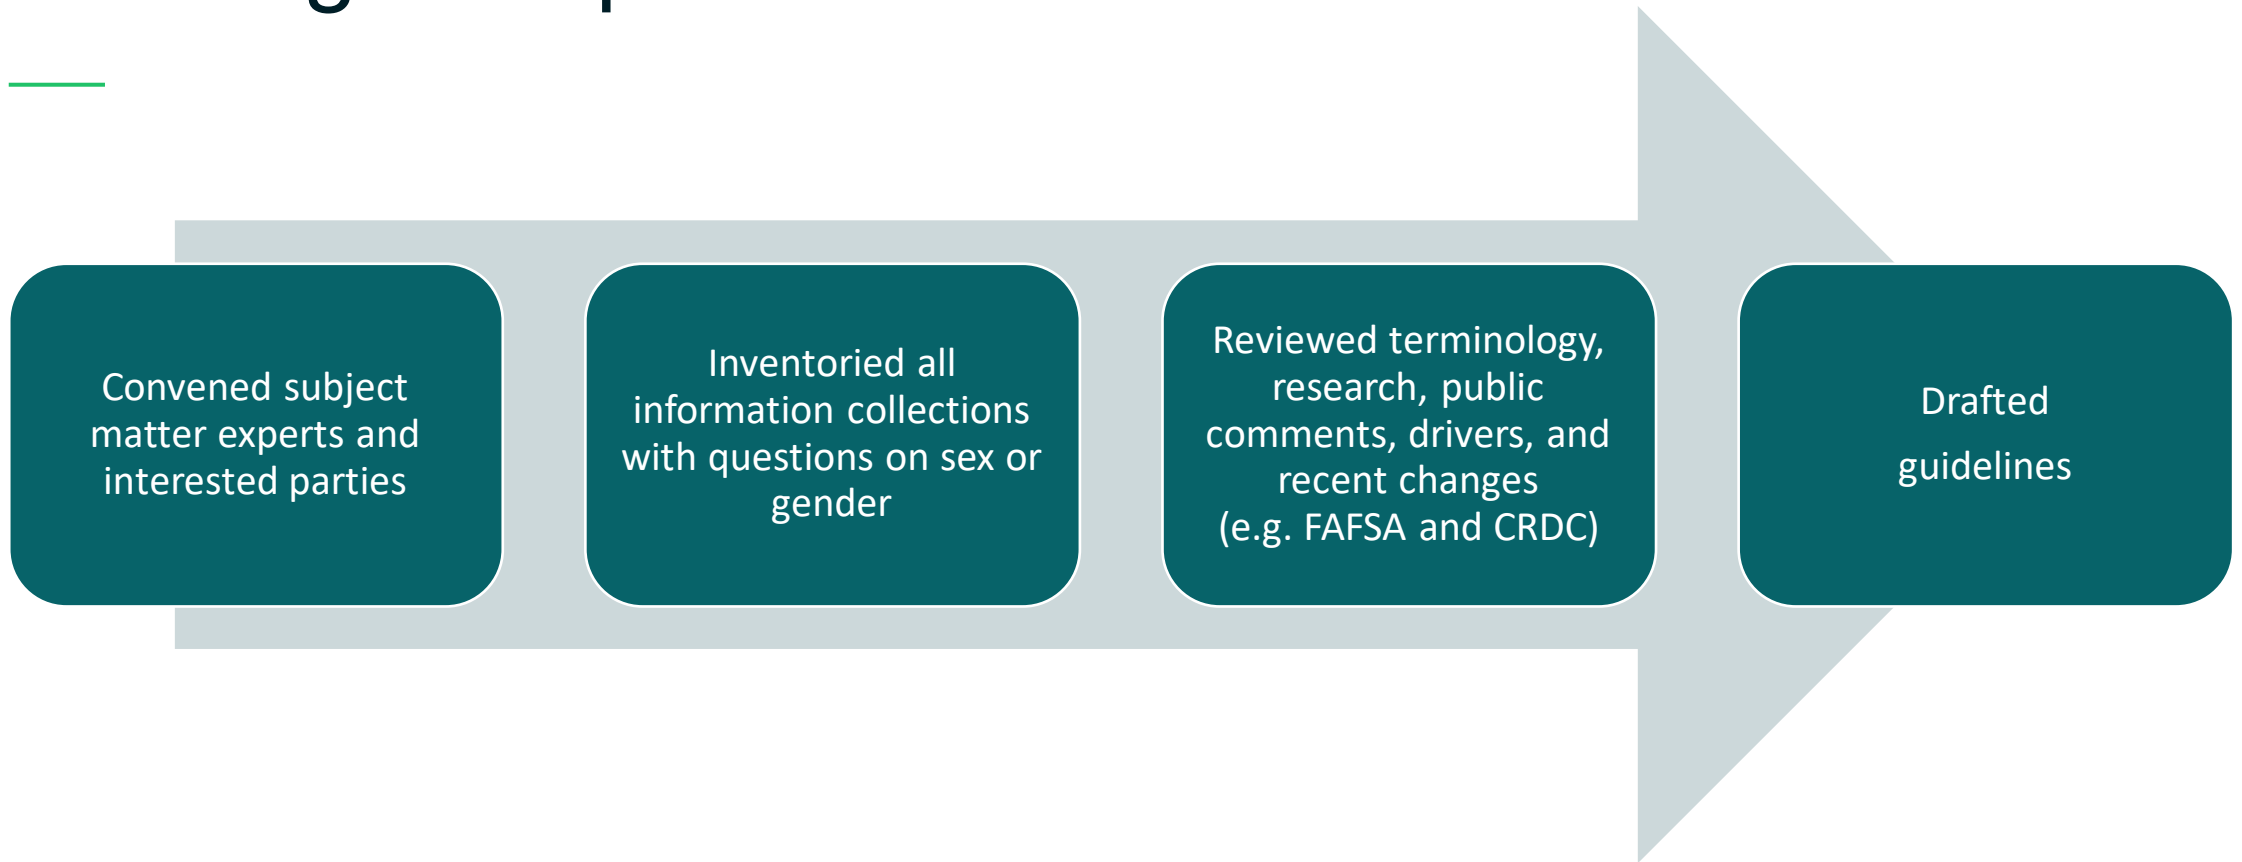 Convened subject
matter experts and
interested parties
Inventoried all
information collections
with questions on sex or
gender
Reviewed terminology,
research, public
comments, drivers, and
recent changes
(e.g. FAFSA and CRDC)
Drafted
guidelines